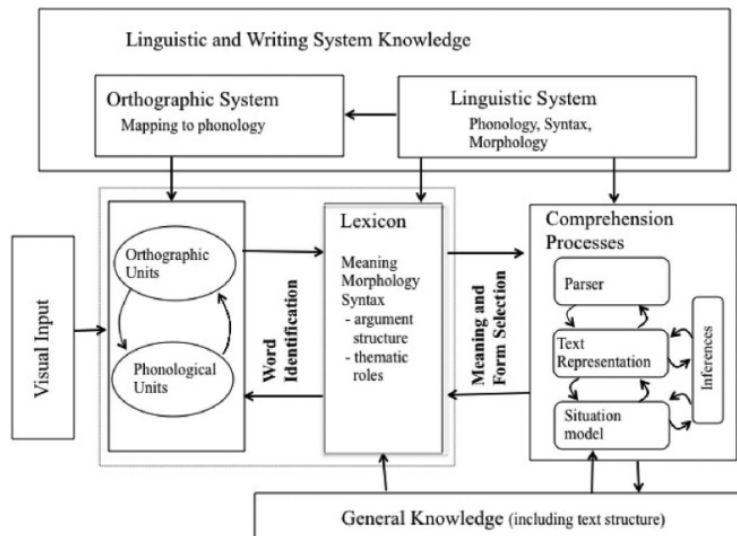 Linguistic and Writing System Knowledge
Orthographic System
Mapping to phonology
Linguistic System
Phonology, Syntax,
Morphology
Visual Input
Orthographic
Units
Phonological
Units
Word
Identification
Lexicon
Meaning
Morphology
Syntax
- argument
structure
- thematic
roles
Meaning and
Form Selection
Comprehension
Processes
Parser
Text
Representation
Situation
model
Inferences
General Knowledge (including text structure)